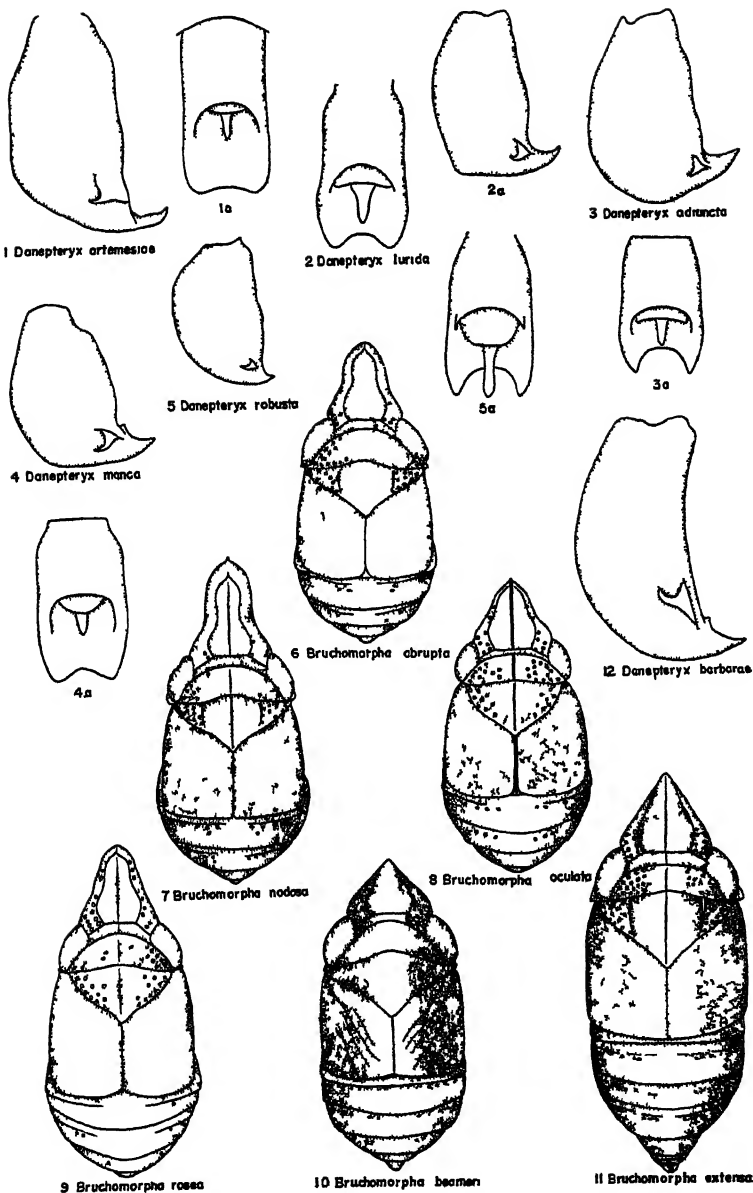 1 Danepteryx artemesiae
1a
2 Danepteryx lurida
2a
3 Danepteryx adiuncta
5 Danepteryx robusta
5a
3a
4 Danepteryx manca
4a
6 Bruchomorpha abrupta
12 Danepteryx barbarae
7 Bruchomorpha nodosa
8 Bruchomorpha oculata
9 Bruchomorpha rosea
10 Bruchomorpha beameri
11 Bruchomorpha extensa